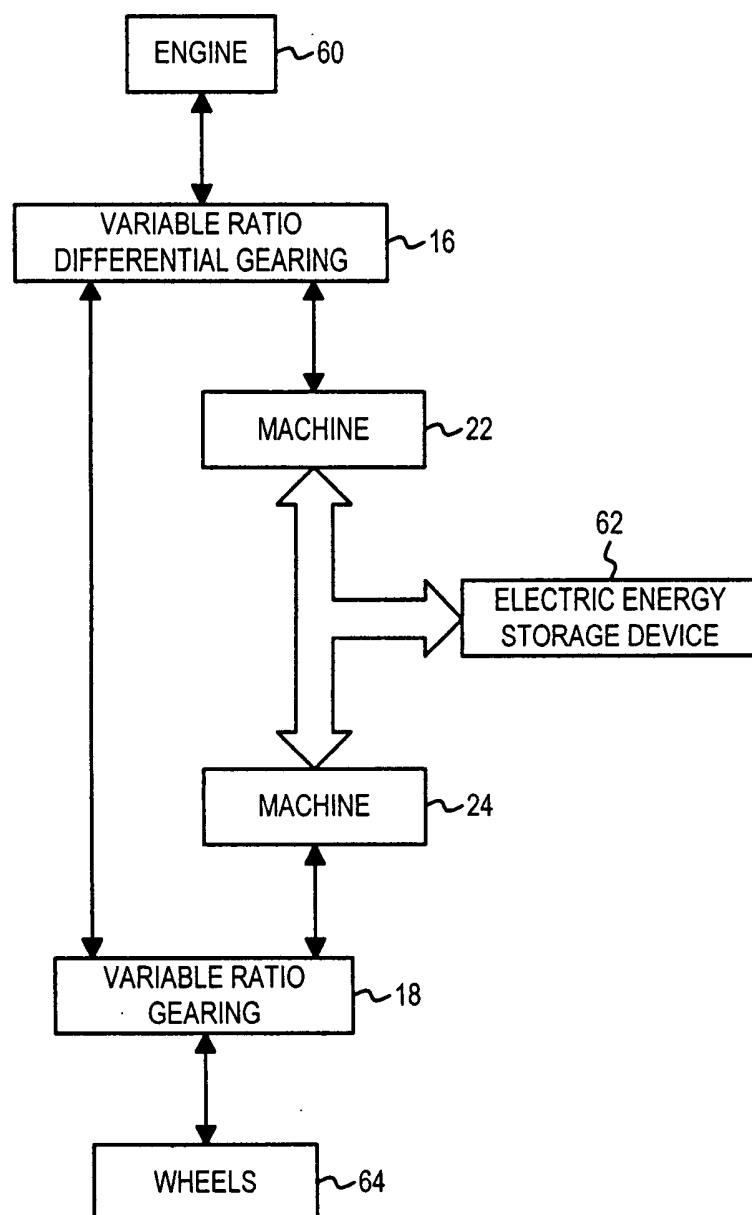 ENGINE
60
VARIABLE RATIO
DIFFERENTIAL GEARING
16
MACHINE
22
62
ELECTRIC ENERGY
STORAGE DEVICE
MACHINE
24
VARIABLE RATIO
GEARING
18
WHEELS
64